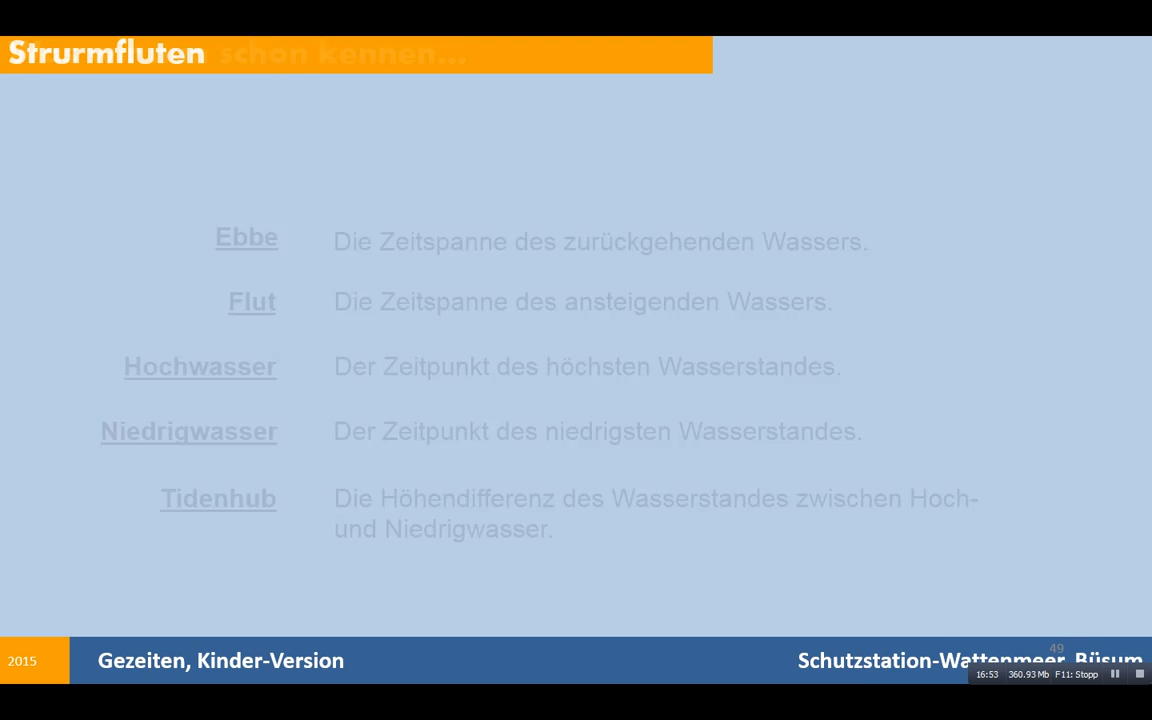 Strurmfluten schon kennen...
Ebbe Die Zeitspanne des zurückgehenden Wassers.
Flut Die Zeitspanne des ansteigenden Wassers.
Hochwasser Der Zeitpunkt des höchsten Wasserstandes.
Niedrigwasser Der Zeitpunkt des niedrigsten Wasserstandes.
Tidenhub Die Höhendifferenz des Wasserstandes zwischen Hoch-
und Niedrigwasser.
49
2015 Gezeiten, Kinder-Version Schutzstation-Wattenmeer, Büsum
16:53 360.93 Mb F11: Stopp